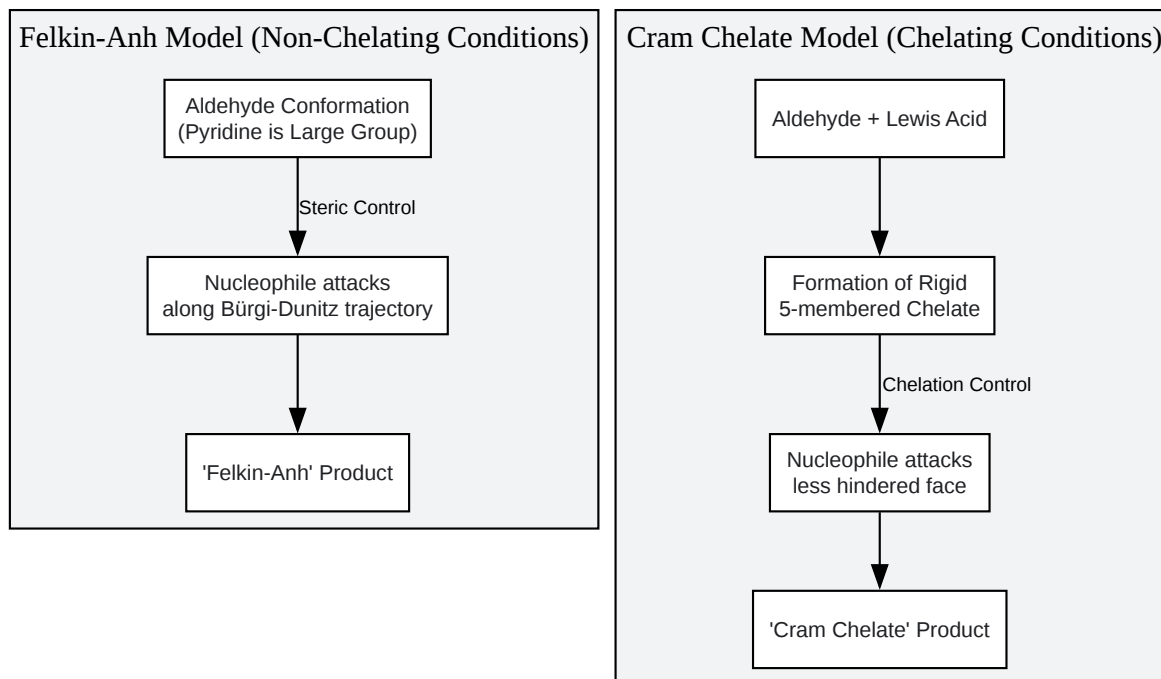 Felkin-Anh Model (Non-Chelating Conditions)
Aldehyde Conformation
(Pyridine is Large Group)
Steric Control
Nucleophile attacks
along Bürgi-Dunitz trajectory
'Felkin-Anh' Product
Cram Chelate Model (Chelating Conditions)
Aldehyde + Lewis Acid
Formation of Rigid
5-membered Chelate
Chelation Control
Nucleophile attacks
less hindered face
'Cram Chelate' Product